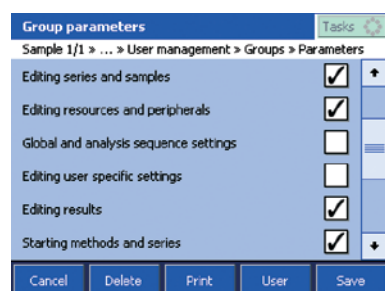 Group parameters Tasks
Sample 1/1 » ... » User management » Groups » Parameters
Editing series and samples
Editing resources and peripherals
Global and analysis sequence settings
Editing user specific settings
Editing results
Starting methods and series
Cancel Delete Print User Save